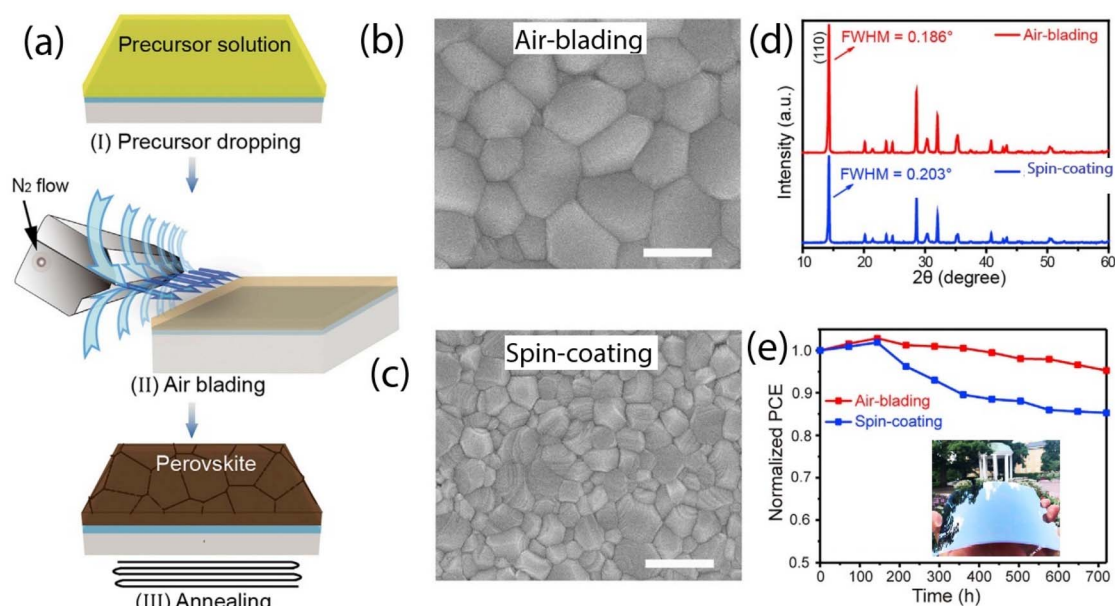 (a)
Precursor solution
(I) Precursor dropping
N2 flow
(II) Air blading
Perovskite
(III) Annealing
(b)
Air-blading
(c)
Spin-coating
(d)
(110)
FWHM = 0.186°
Air-blading
FWHM = 0.203°
Spin-coating
Intensity (a.u.)
10 20 30 40 50 60
2θ (degree)
(e)
1.0
0.9
0.8
0.7
0.6
0.5
Air-blading
Spin-coating
Normalized PCE
0 100 200 300 400 500 600 700
Time (h)